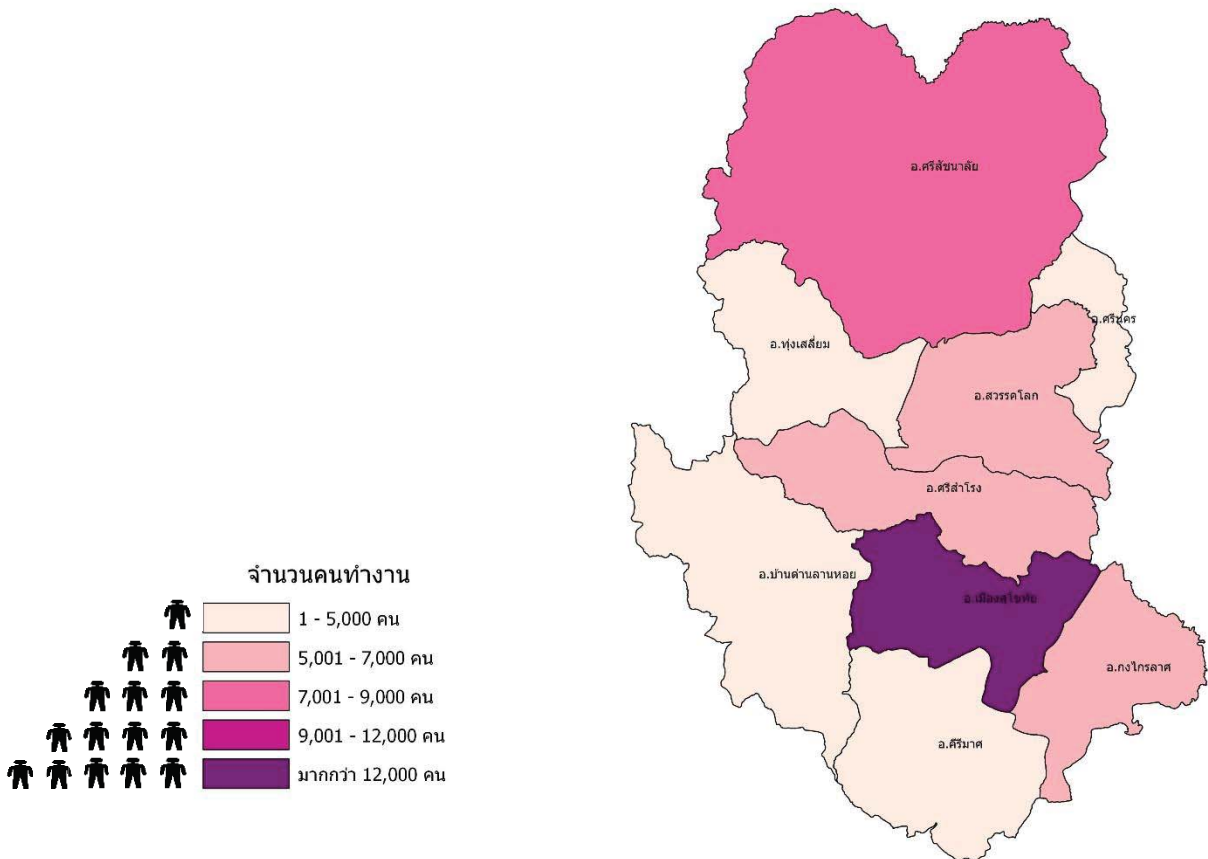 อ.ศรีสัชนาลัย
อ.ศรีนคร
อ.ทุ่งเสลี่ยม
อ.สวรรคโลก
อ.ศรีสำโรง
อ.บ้านด่านลานหอย
อ.เมืองสุโขทัย
อ.กงไกรลาศ
อ.คีรีมาศ
จำนวนคนทำงาน
1 - 5,000 คน
5,001 - 7,000 คน
7,001 - 9,000 คน
9,001 - 12,000 คน
มากกว่า 12,000 คน